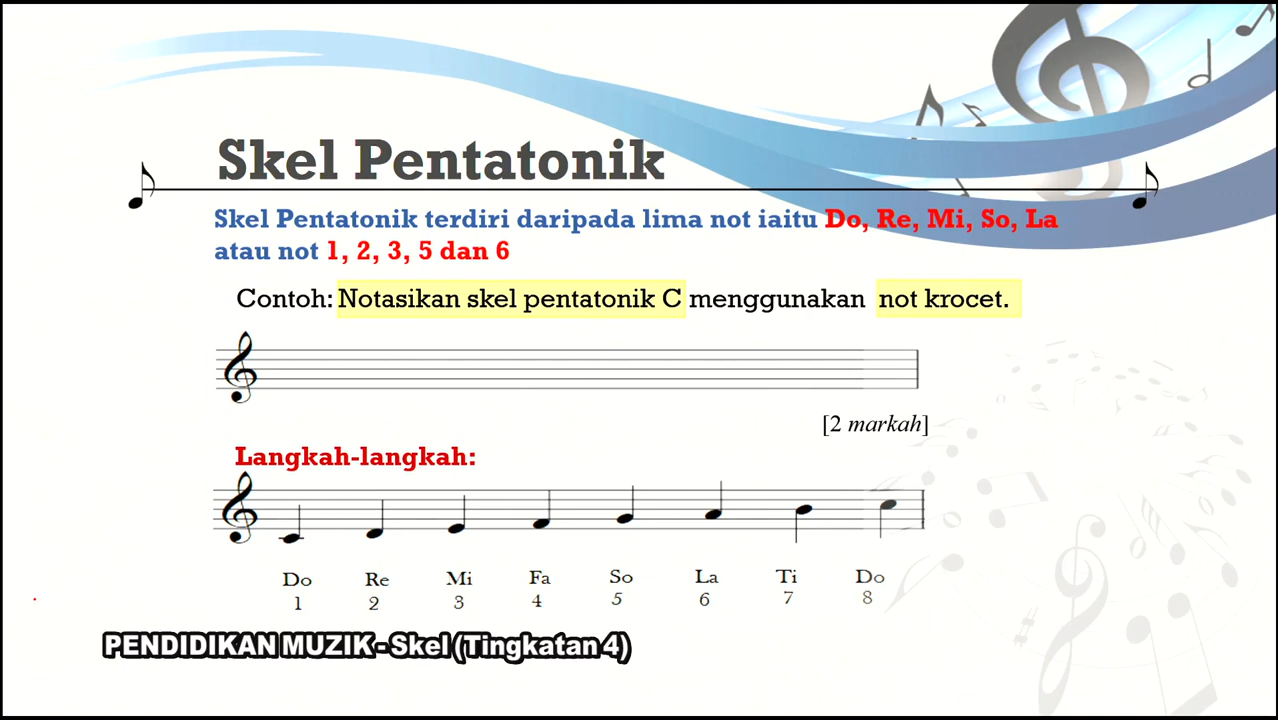 Skel Pentatonik
Skel Pentatonik terdiri daripada lima not iaitu Do, Re, Mi, So, La
atau not 1, 2, 3, 5 dan 6
Contoh: Notasikan skel pentatonik C menggunakan not krocet.
[2 markah]
Langkah-langkah:
Do Re Mi Fa So La Ti Do
1 2 3 4 5 6 7 8
PENDIDIKAN MUZIK - Skel (Tingkatan 4)